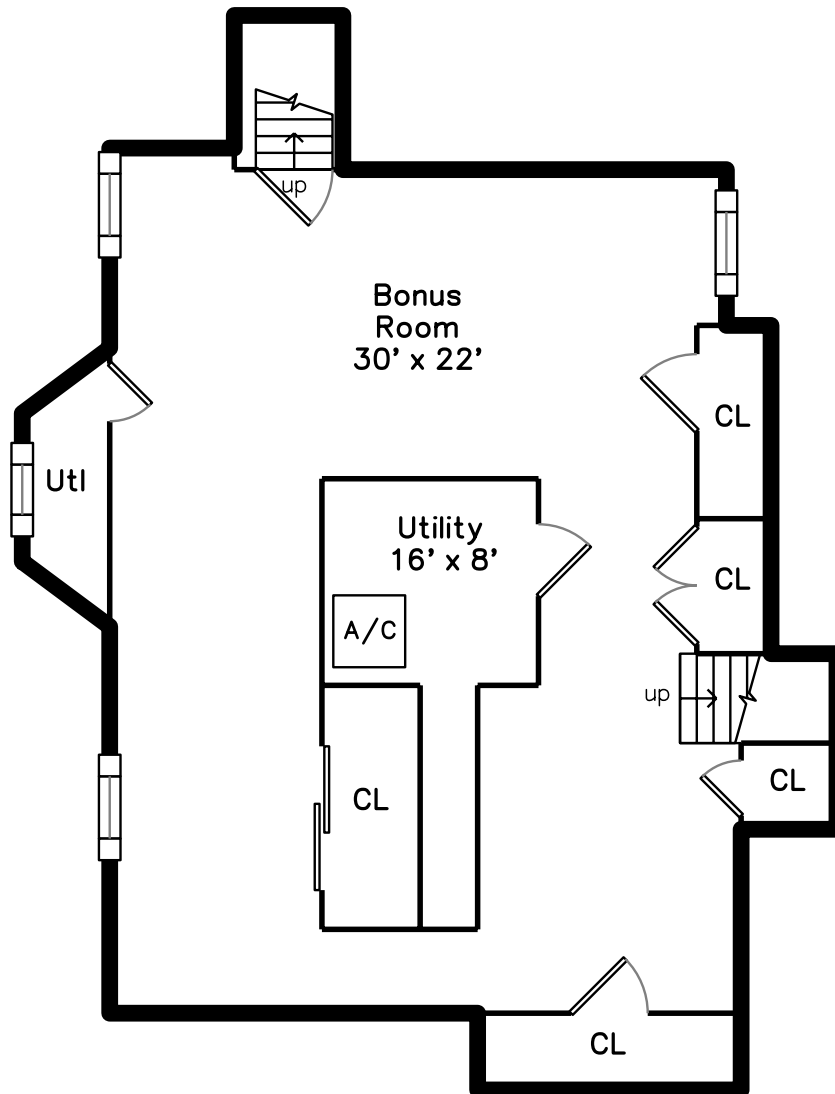 up
Bonus
Room
30' x 22'
CL
Utl
Utility
16' x 8'
CL
A/C
up
CL
CL
CL